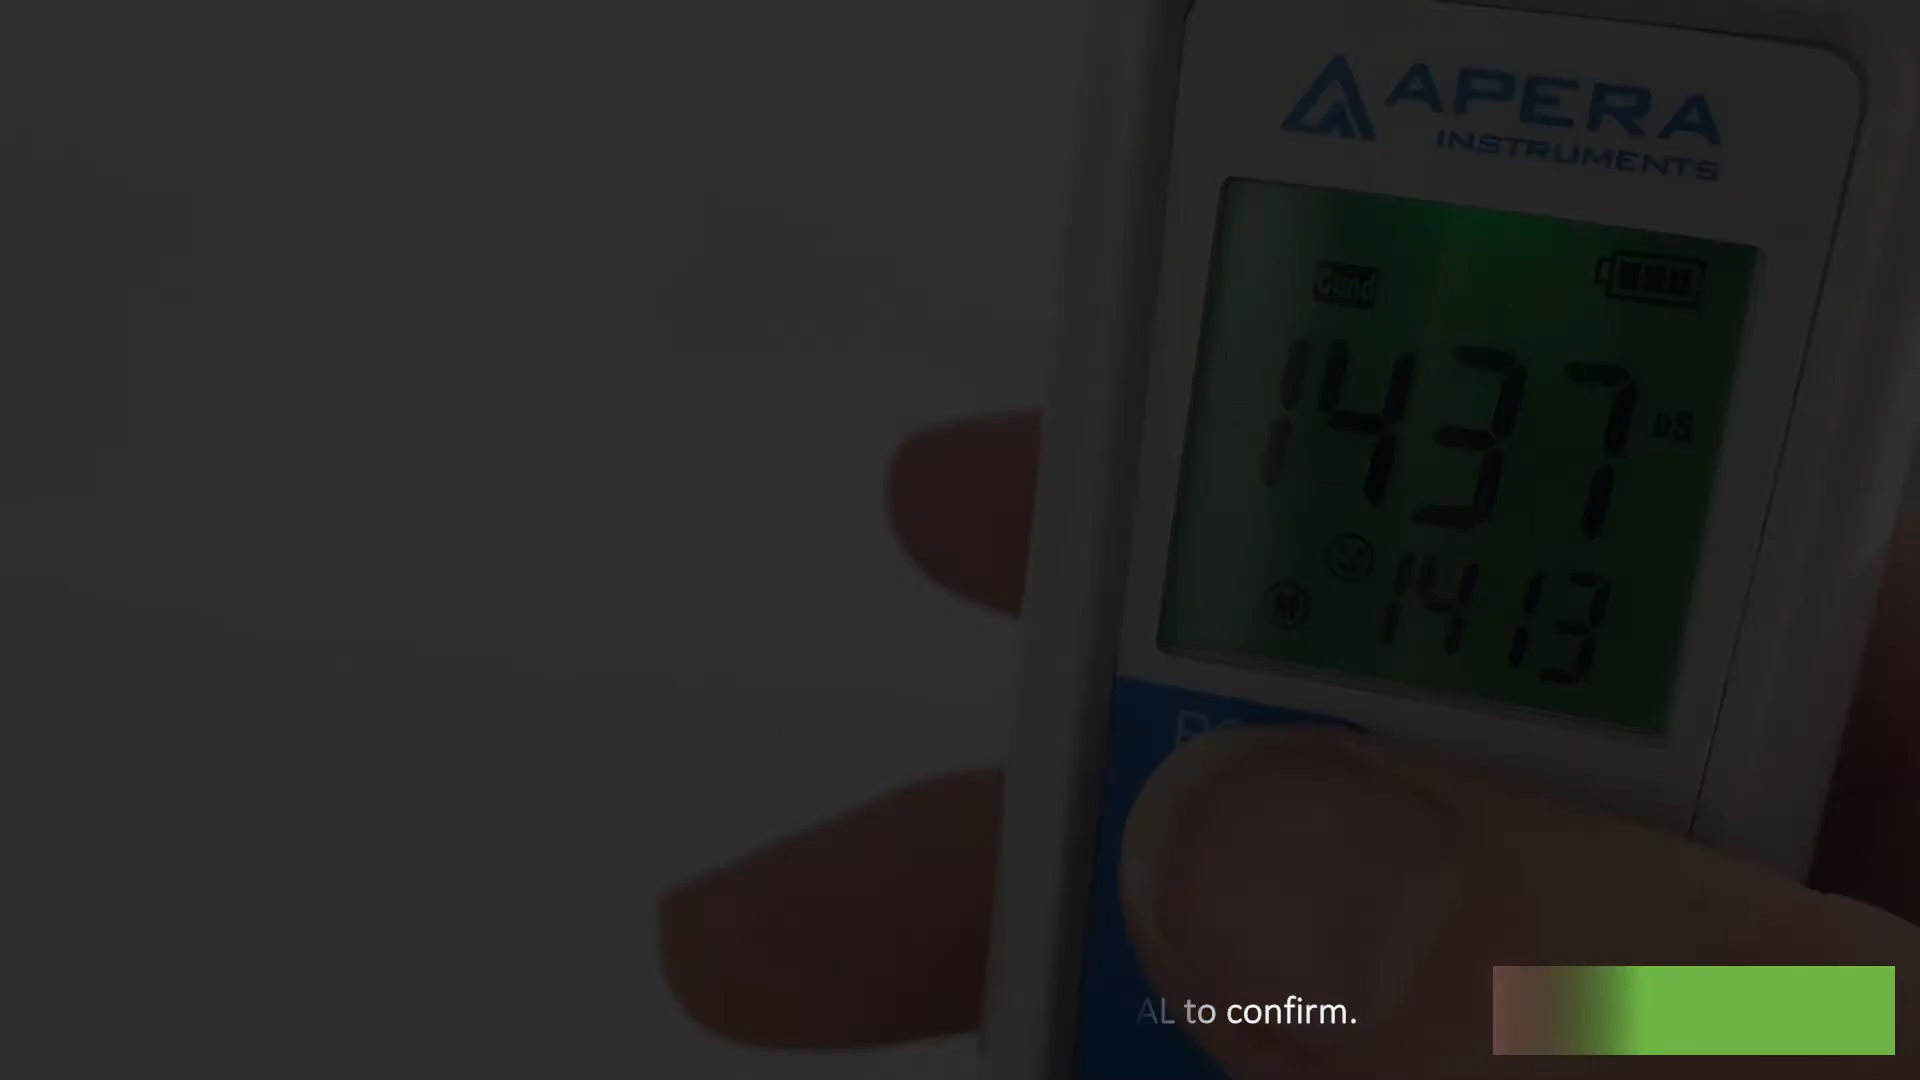 APERA
INSTRUMENTS
Cond
1437 uS
M 1413
AL to confirm.